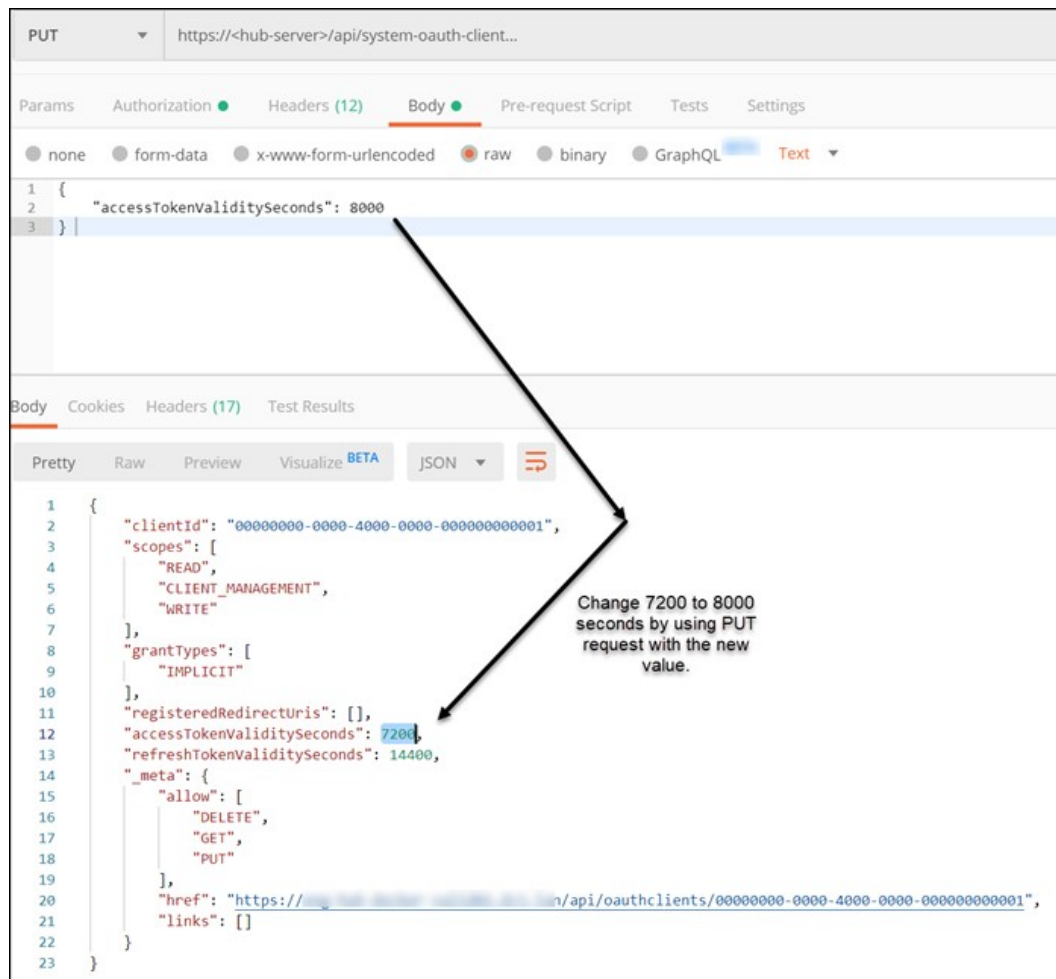 PUT https://<hub-server>/api/system-oauth-client...
Params Authorization Headers (12) Body Pre-request Script Tests Settings
none form-data x-www-form-urlencoded raw binary GraphQL Text
1 {
2 "accessTokenValiditySeconds": 8000
3 }
Body Cookies Headers (17) Test Results
Pretty Raw Preview Visualize BETA JSON
1 {
2 "clientId": "00000000-0000-4000-0000-000000000001",
3 "scopes": [
4 "READ",
5 "CLIENT_MANAGEMENT",
6 "WRITE"
7 ],
8 "grantTypes": [
9 "IMPLICIT"
10 ],
11 "registeredRedirectUris": [],
12 "accessTokenValiditySeconds": 7200,
13 "refreshTokenValiditySeconds": 14400,
14 "_meta": {
15 "allow": [
16 "DELETE",
17 "GET",
18 "PUT"
19 ],
20 "href": "https:// n/api/oauthclients/00000000-0000-4000-0000-000000000001",
21 "links": []
22 }
23 }
Change 7200 to 8000
seconds by using PUT
request with the new
value.